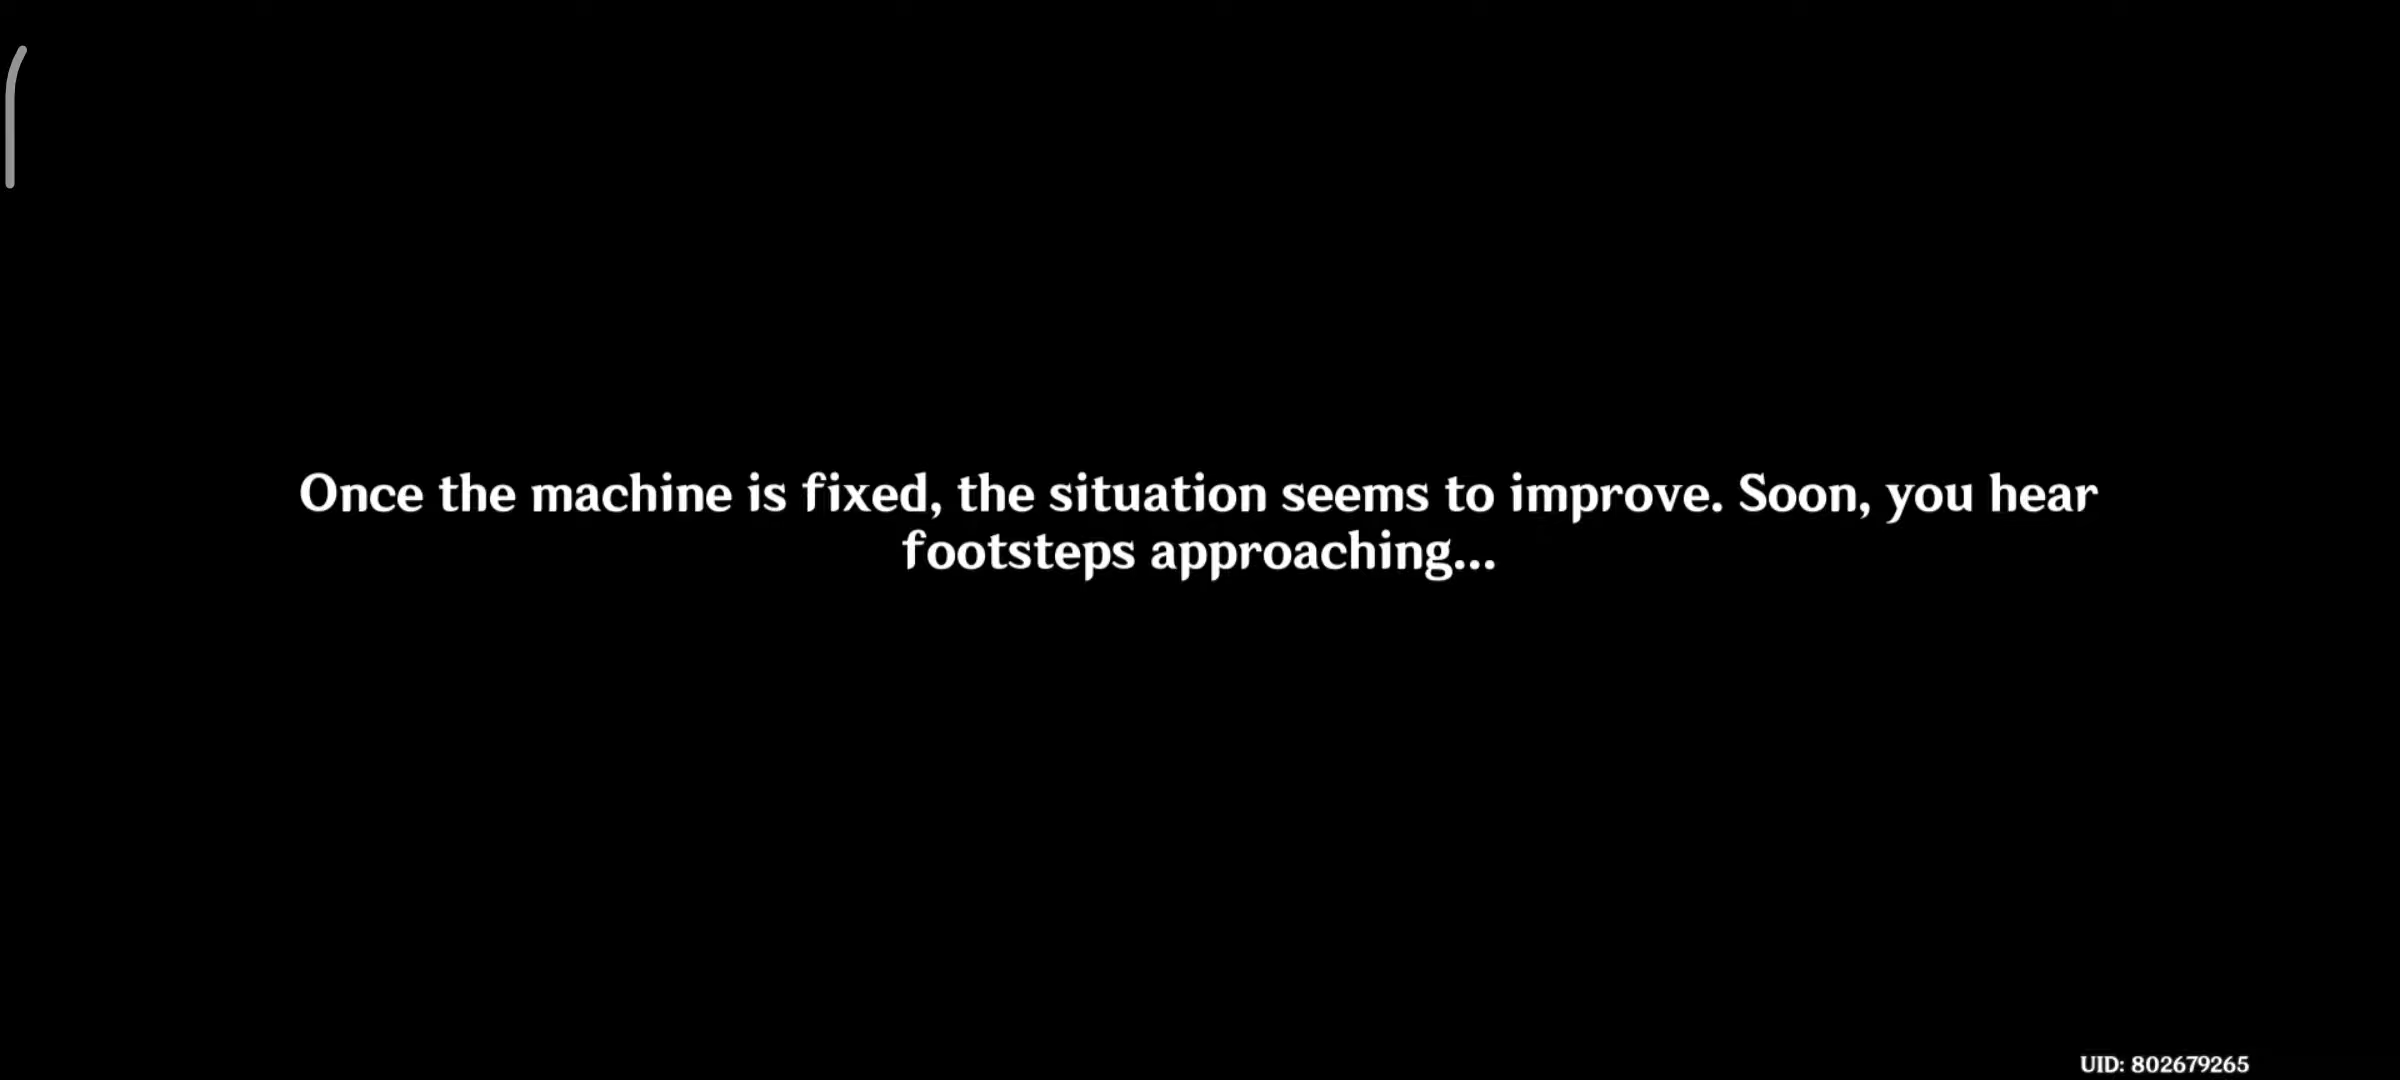 Once the machine is fixed, the situation seems to improve. Soon, you hear
footsteps approaching...
UID: 802679265